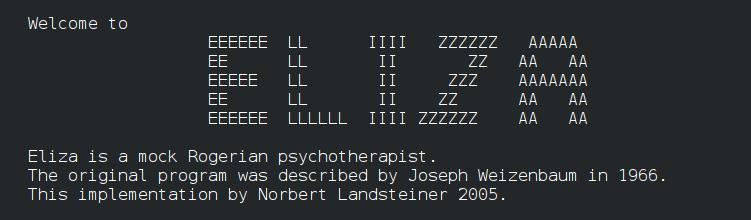 Welcome to
EEEEEE  LL      IIII   ZZZZZZ   AAAAA
EE      LL       II       ZZ   AA   AA
EEEEE   LL       II     ZZZ    AAAAAAA
EE      LL       II    ZZ      AA   AA
EEEEEE  LLLLLL  IIII ZZZZZZ    AA   AA
Eliza is a mock Rogerian psychotherapist.
The original program was described by Joseph Weizenbaum in 1966.
This implementation by Norbert Landsteiner 2005.